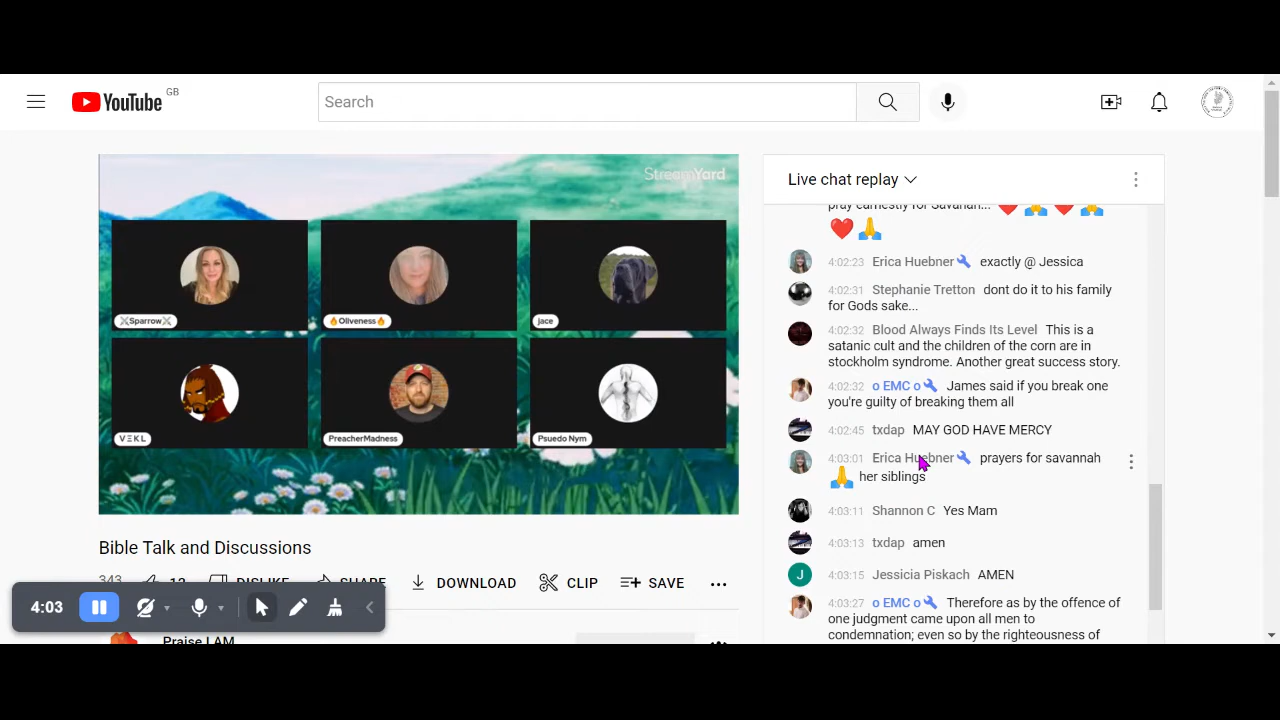 YouTube GB
Search
StreamYard
⚔Sparrow⚔
🔥Oliveness🔥
jace
VΞKL
PreacherMadness
Psuedo Nym
Bible Talk and Discussions
343
12
DISLIKE
SHARE
DOWNLOAD
CLIP
SAVE
4:03
Praise I AM
Live chat replay
pray earnestly for Savanah... ❤️🙏❤️🙏
❤️🙏
4:02:23 Erica Huebner exactly @ Jessica
4:02:31 Stephanie Tretton dont do it to his family
for Gods sake...
4:02:32 Blood Always Finds Its Level This is a
satanic cult and the children of the corn are in
stockholm syndrome. Another great success story.
4:02:32 o EMC o James said if you break one
you're guilty of breaking them all
4:02:45 txdap MAY GOD HAVE MERCY
4:03:01 Erica Huebner prayers for savannah
🙏 her siblings
4:03:11 Shannon C Yes Mam
4:03:13 txdap amen
J
4:03:15 Jessicia Piskach AMEN
4:03:27 o EMC o Therefore as by the offence of
one judgment came upon all men to
condemnation; even so by the righteousness of